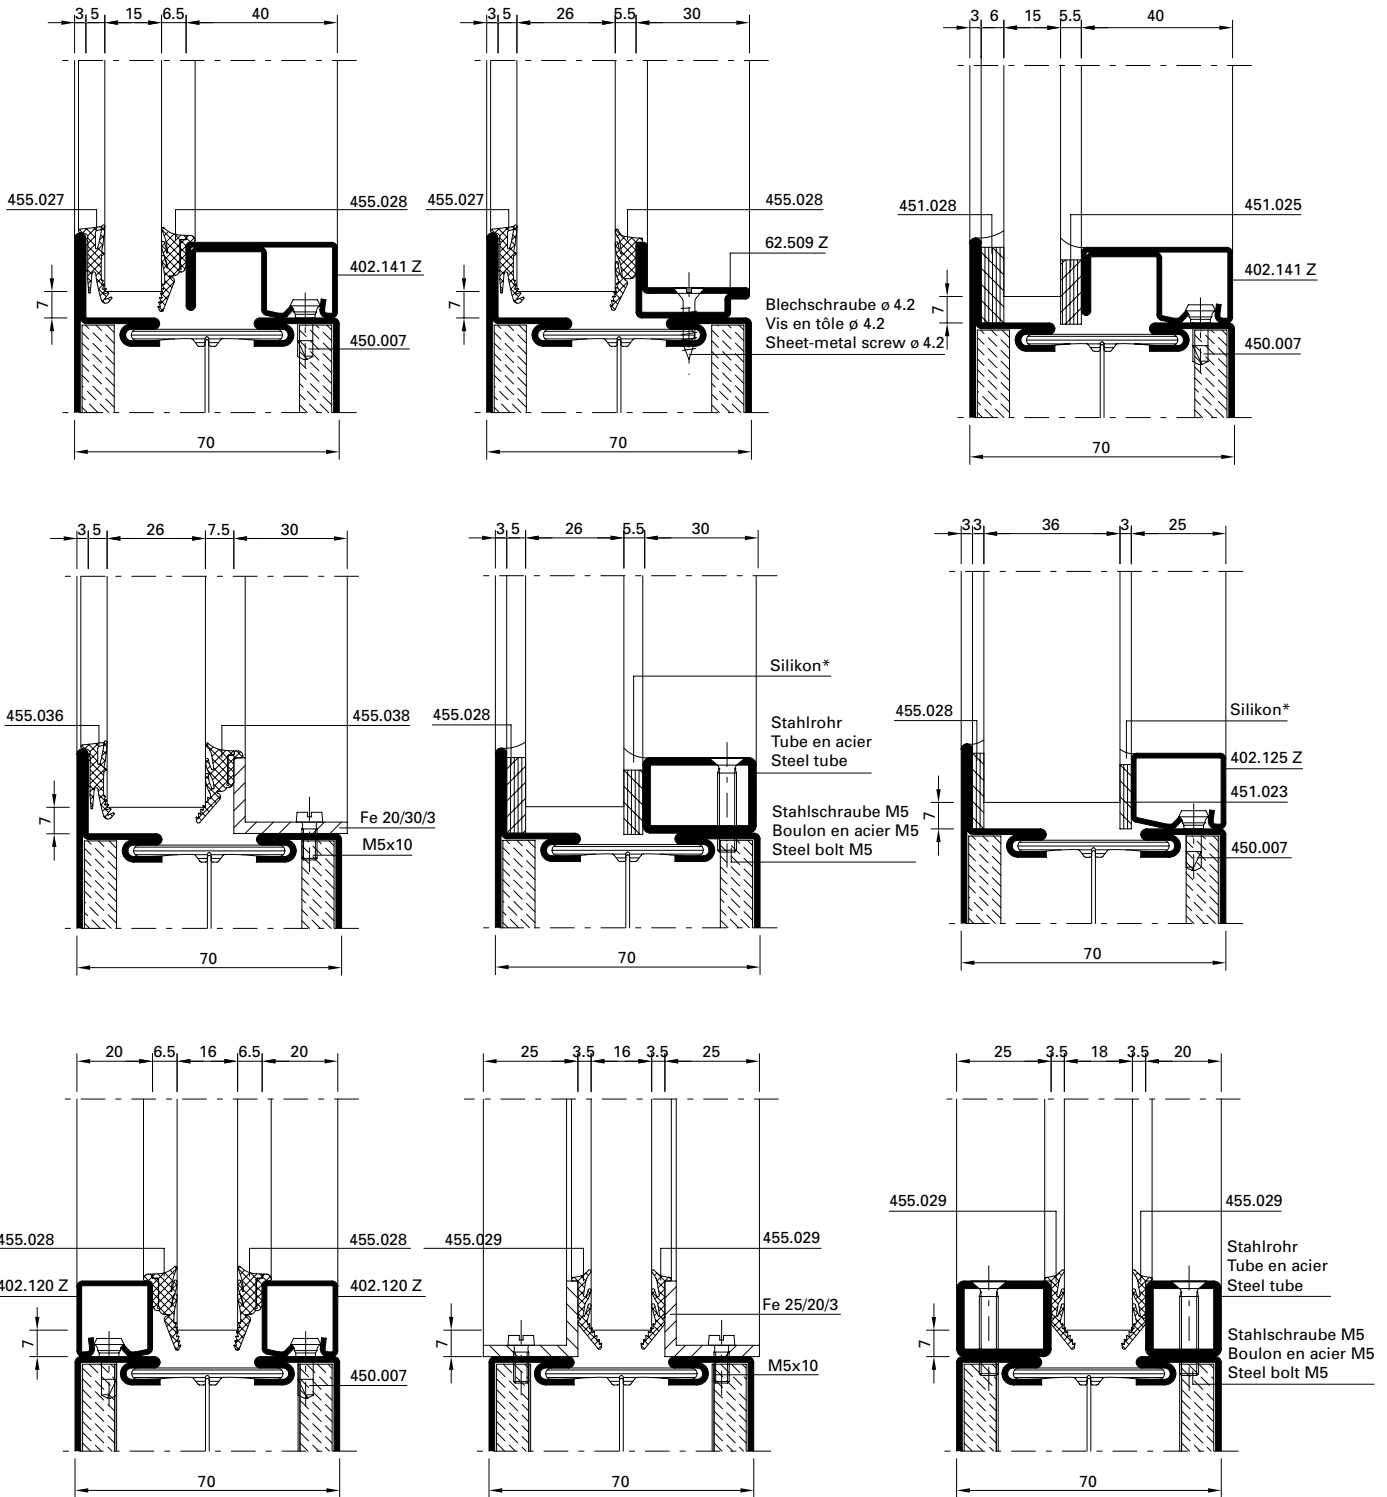 3 5 15 6.5 40
455.027
455.028
402.141 Z
7
450.007
70
3 5 26 5.5 30
455.027
455.028
62.509 Z
7
Blechschraube ø 4.2
Vis en tôle ø 4.2
Sheet-metal screw ø 4.2
70
3 6 15 5.5 40
451.028
451.025
402.141 Z
7
450.007
70
3 5 26 7.5 30
455.036
455.038
7
Fe 20/30/3
M5x10
70
3 5 26 5.5 30
Silikon*
455.028
Stahlrohr
Tube en acier
Steel tube
Stahlschraube M5
Boulon en acier M5
Steel bolt M5
70
3 3 36 3 25
455.028
Silikon*
402.125 Z
451.023
7
450.007
70
20 6.5 16 6.5 20
455.028
455.028
402.120 Z
402.120 Z
7
450.007
70
25 3.5 16 3.5 25
455.029
455.029
Fe 25/20/3
7
M5x10
70
25 3.5 18 3.5 20
455.029
455.029
Stahlrohr
Tube en acier
Steel tube
7
Stahlschraube M5
Boulon en acier M5
Steel bolt M5
70